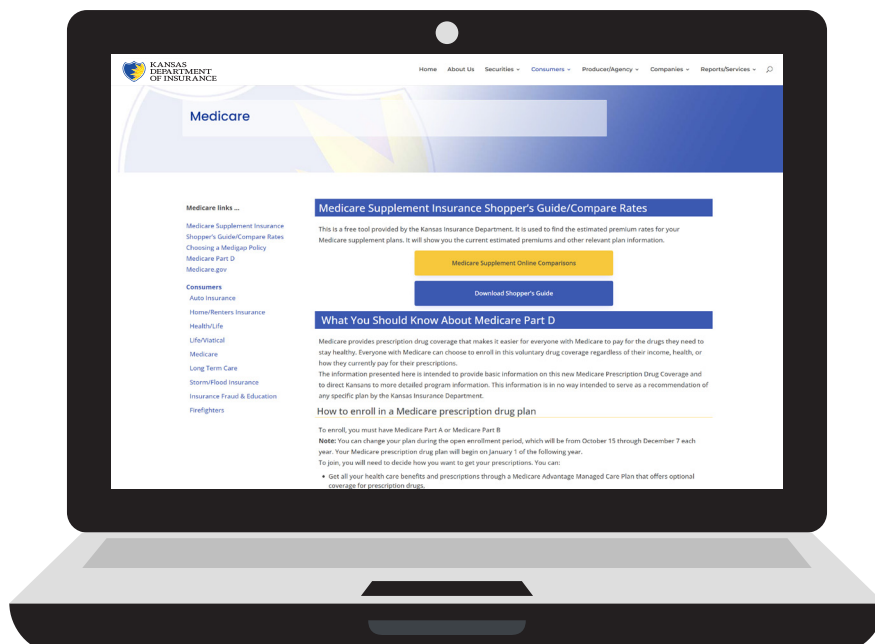 KANSAS
DEPARTMENT
OF INSURANCE
Home About Us Securities Consumers Producer/Agency Companies Reports/Services
Medicare
Medicare links ...
Medicare Supplement Insurance
Shopper's Guide/Compare Rates
Choosing a Medigap Policy
Medicare Part D
Medicare.gov
Consumers
Auto Insurance
Home/Renters Insurance
Health/Life
Life/Viatical
Medicare
Long Term Care
Storm/Flood Insurance
Insurance Fraud & Education
Firefighters
Medicare Supplement Insurance Shopper's Guide/Compare Rates
This is a free tool provided by the Kansas Insurance Department. It is used to find the estimated premium rates for your
Medicare supplement plans. It will show you the current estimated premiums and other relevant plan information.
Medicare Supplement Online Comparisons
Download Shopper's Guide
What You Should Know About Medicare Part D
Medicare provides prescription drug coverage that makes it easier for everyone with Medicare to pay for the drugs they need to
stay healthy. Everyone with Medicare can choose to enroll in this voluntary drug coverage regardless of their income, health, or
how they currently pay for their prescriptions.
The information presented here is intended to provide basic information on this new Medicare Prescription Drug Coverage and
to direct Kansans to more detailed program information. This information is in no way intended to serve as a recommendation of
any specific plan by the Kansas Insurance Department.
How to enroll in a Medicare prescription drug plan
To enroll, you must have Medicare Part A or Medicare Part B
Note: You can change your plan during the open enrollment period, which will be from October 15 through December 7 each
year. Your Medicare prescription drug plan will begin on January 1 of the following year.
To join, you will need to decide how you want to get your prescriptions. You can:
• Get all your health care benefits and prescriptions through a Medicare Advantage Managed Care Plan that offers optional
coverage for prescription drugs.